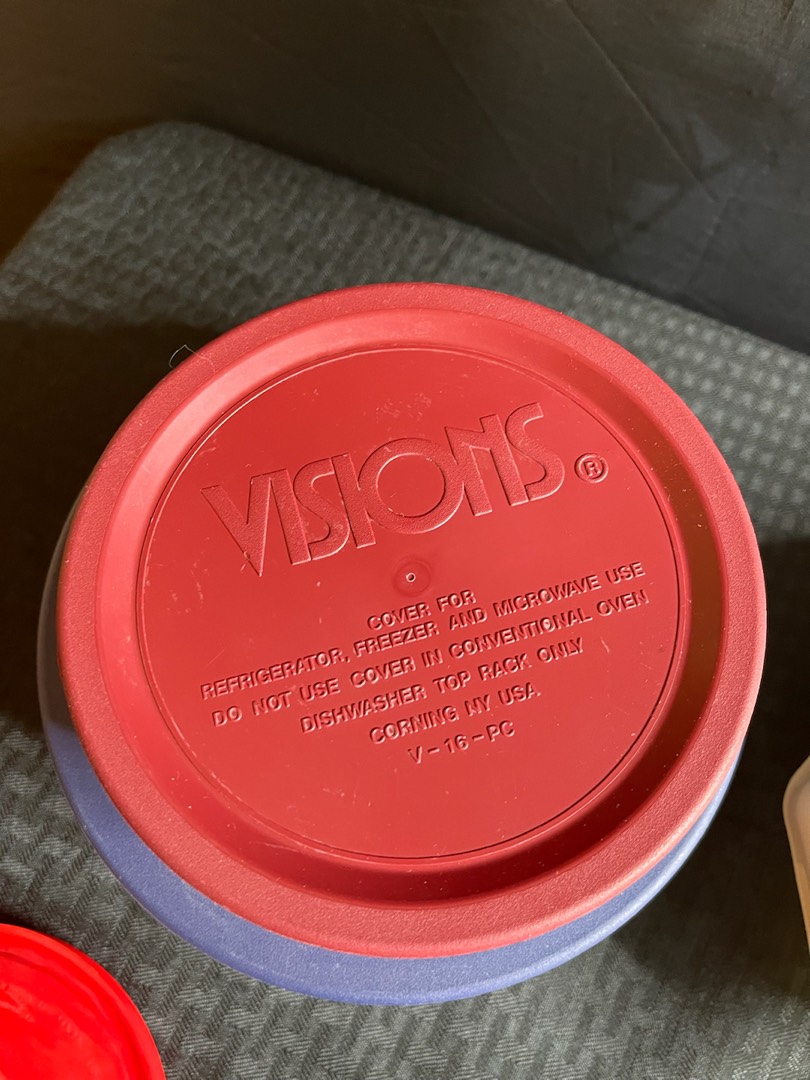 VISIONS ®
COVER FOR
REFRIGERATOR, FREEZER AND MICROWAVE USE
DO NOT USE COVER IN CONVENTIONAL OVEN
DISHWASHER TOP RACK ONLY
CORNING NY USA
V-16-PC